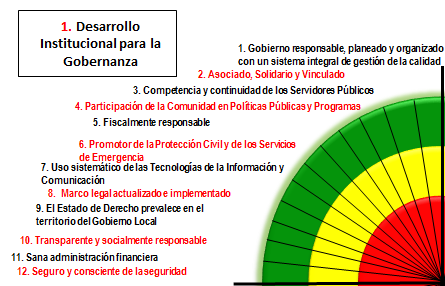 1. Desarrollo
Institucional para la
Gobernanza
1. Gobierno responsable, planeado y organizado
con un sistema integral de gestión de la calidad
2. Asociado, Solidario y Vinculado
3. Competencia y continuidad de los Servidores Públicos
4. Participación de la Comunidad en Políticas Públicas y Programas
5. Fiscalmente responsable
6. Promotor de la Protección Civil y de los Servicios
de Emergencia
7. Uso sistemático de las Tecnologías de la Información y
Comunicación
8. Marco legal actualizado e implementado
9. El Estado de Derecho prevalece en el
territorio del Gobierno Local
10. Transparente y socialmente responsable
11. Sana administración financiera
12. Seguro y consciente de la seguridad